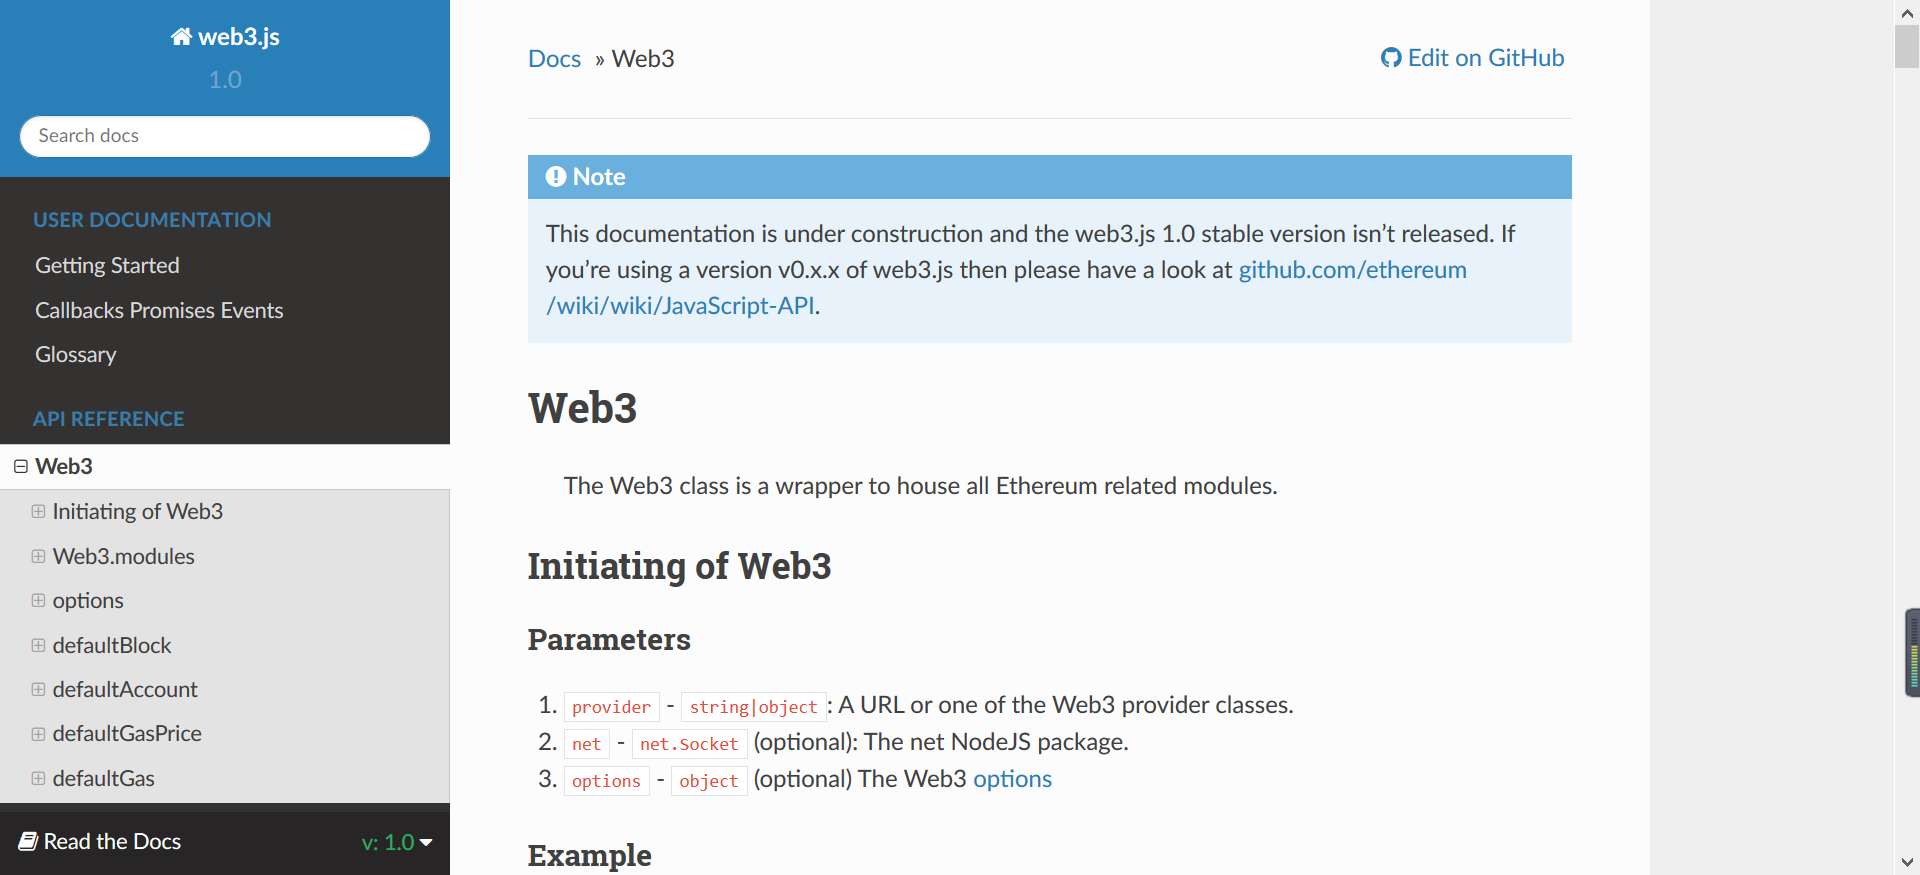 web3.js
1.0
Search docs
USER DOCUMENTATION
Getting Started
Callbacks Promises Events
Glossary
API REFERENCE
Web3
Initiating of Web3
Web3.modules
options
defaultBlock
defaultAccount
defaultGasPrice
defaultGas
Read the Docs
v: 1.0
Docs » Web3
Edit on GitHub
Note
This documentation is under construction and the web3.js 1.0 stable version isn’t released. If
you’re using a version v0.x.x of web3.js then please have a look at github.com/ethereum
/wiki/wiki/JavaScript-API.
Web3
The Web3 class is a wrapper to house all Ethereum related modules.
Initiating of Web3
Parameters
1. provider - string|object : A URL or one of the Web3 provider classes.
2. net - net.Socket (optional): The net NodeJS package.
3. options - object (optional) The Web3 options
Example